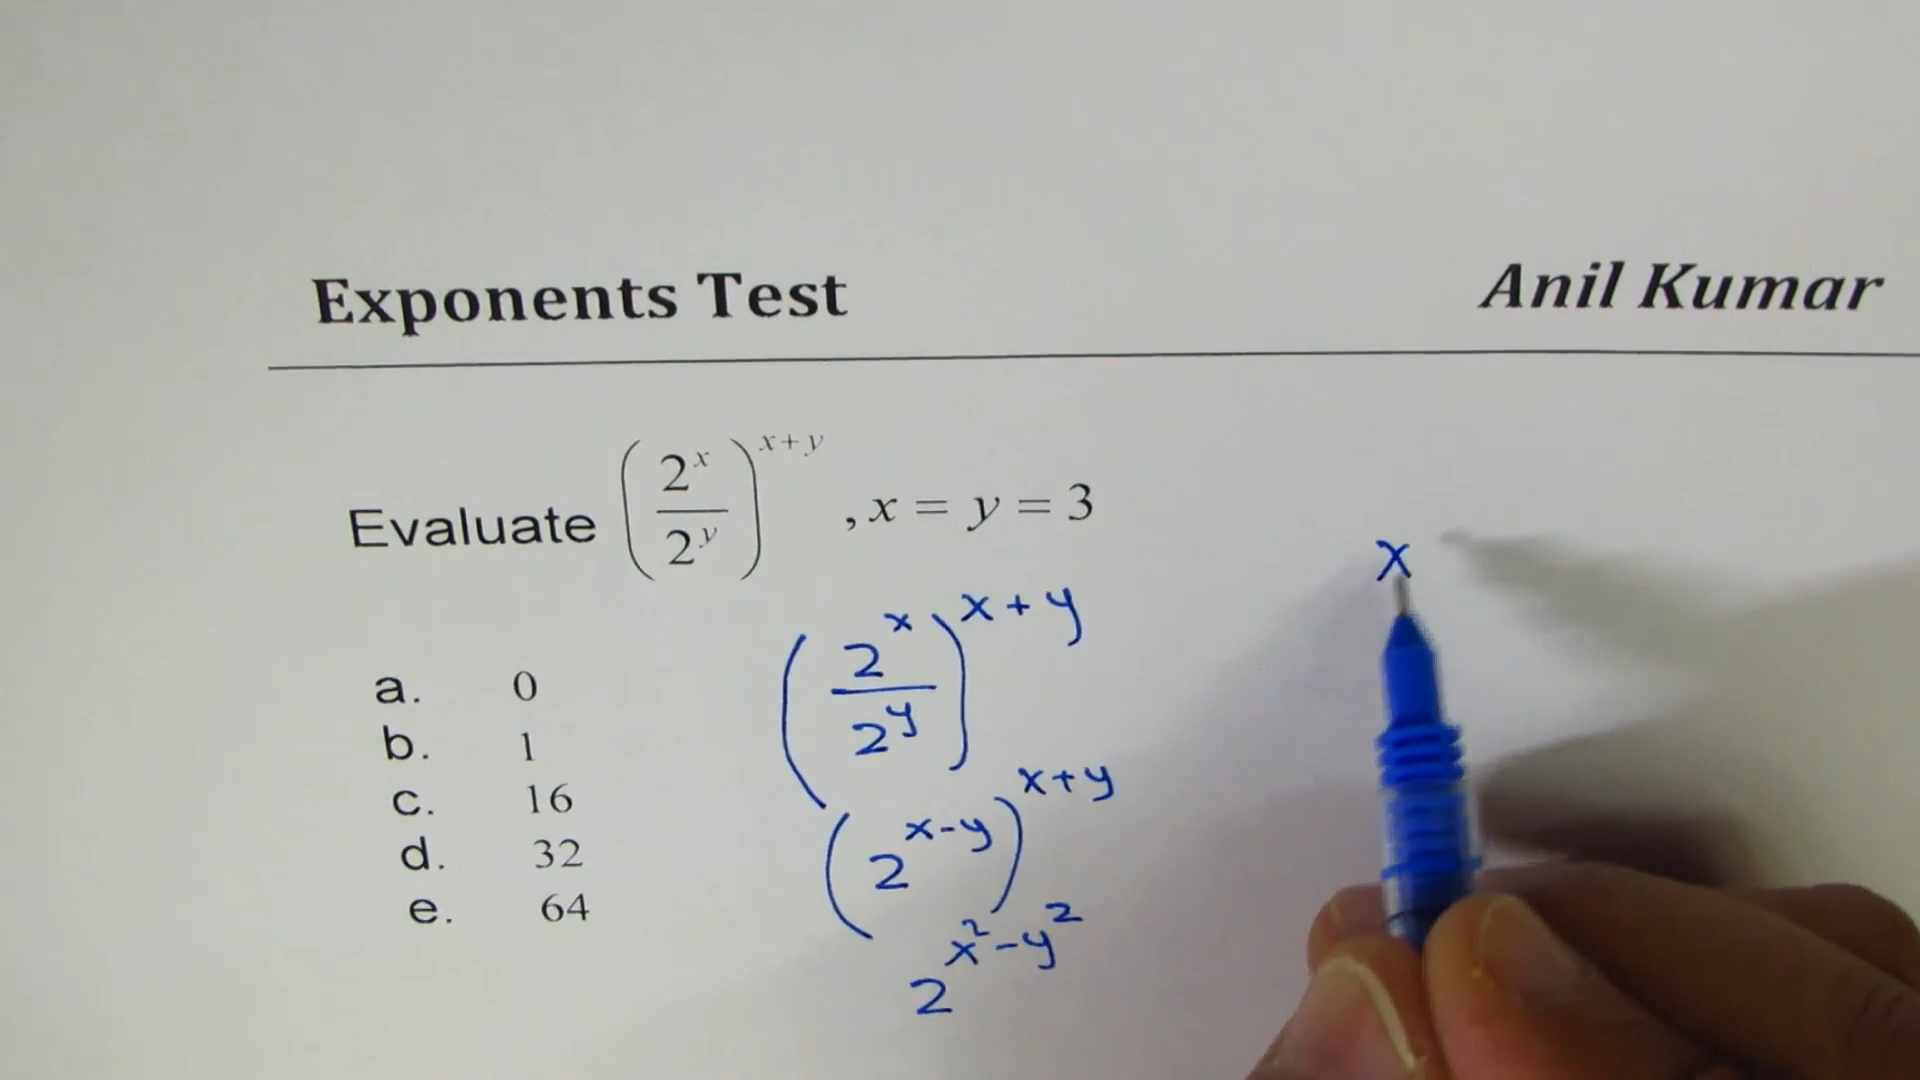 Exponents Test Anil Kumar
Evaluate (2^x / 2^y)^(x+y) , x = y = 3
a. 0
b. 1
c. 16
d. 32
e. 64
(2^x / 2^y)^(x+y)
(2^(x-y))^(x+y)
2^(x²-y²)
x